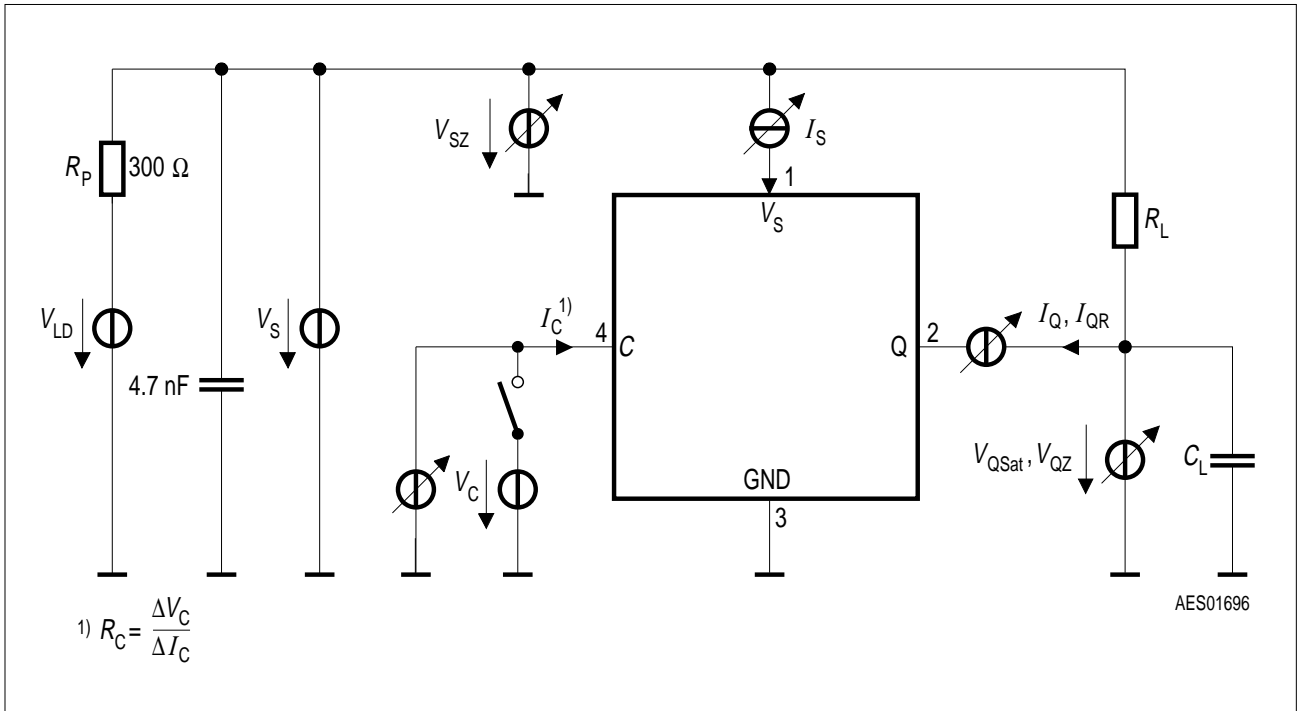 V_SZ
I_S
R_P 300 Ω
1
V_S
R_L
V_LD
V_S
I_C 1)
4 C
Q 2
I_Q, I_QR
4.7 nF
V_C
GND
3
V_QSat, V_QZ
C_L
AES01696
1) R_C = ΔV_C / ΔI_C